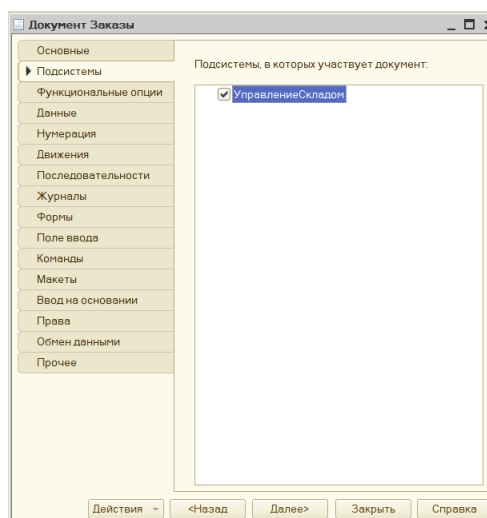 Документ Заказы
Основные
Подсистемы
Функциональные опции
Данные
Нумерация
Движения
Последовательности
Журналы
Формы
Поле ввода
Команды
Макеты
Ввод на основании
Права
Обмен данными
Прочее
Подсистемы, в которых участвует документ:
УправлениеСкладом
Действия
<Назад
Далее>
Закрыть
Справка